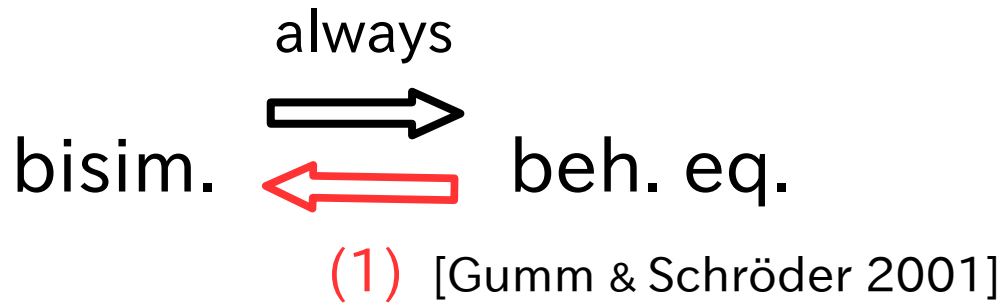 always
bisim. beh. eq.
(1) [Gumm & Schröder 2001]